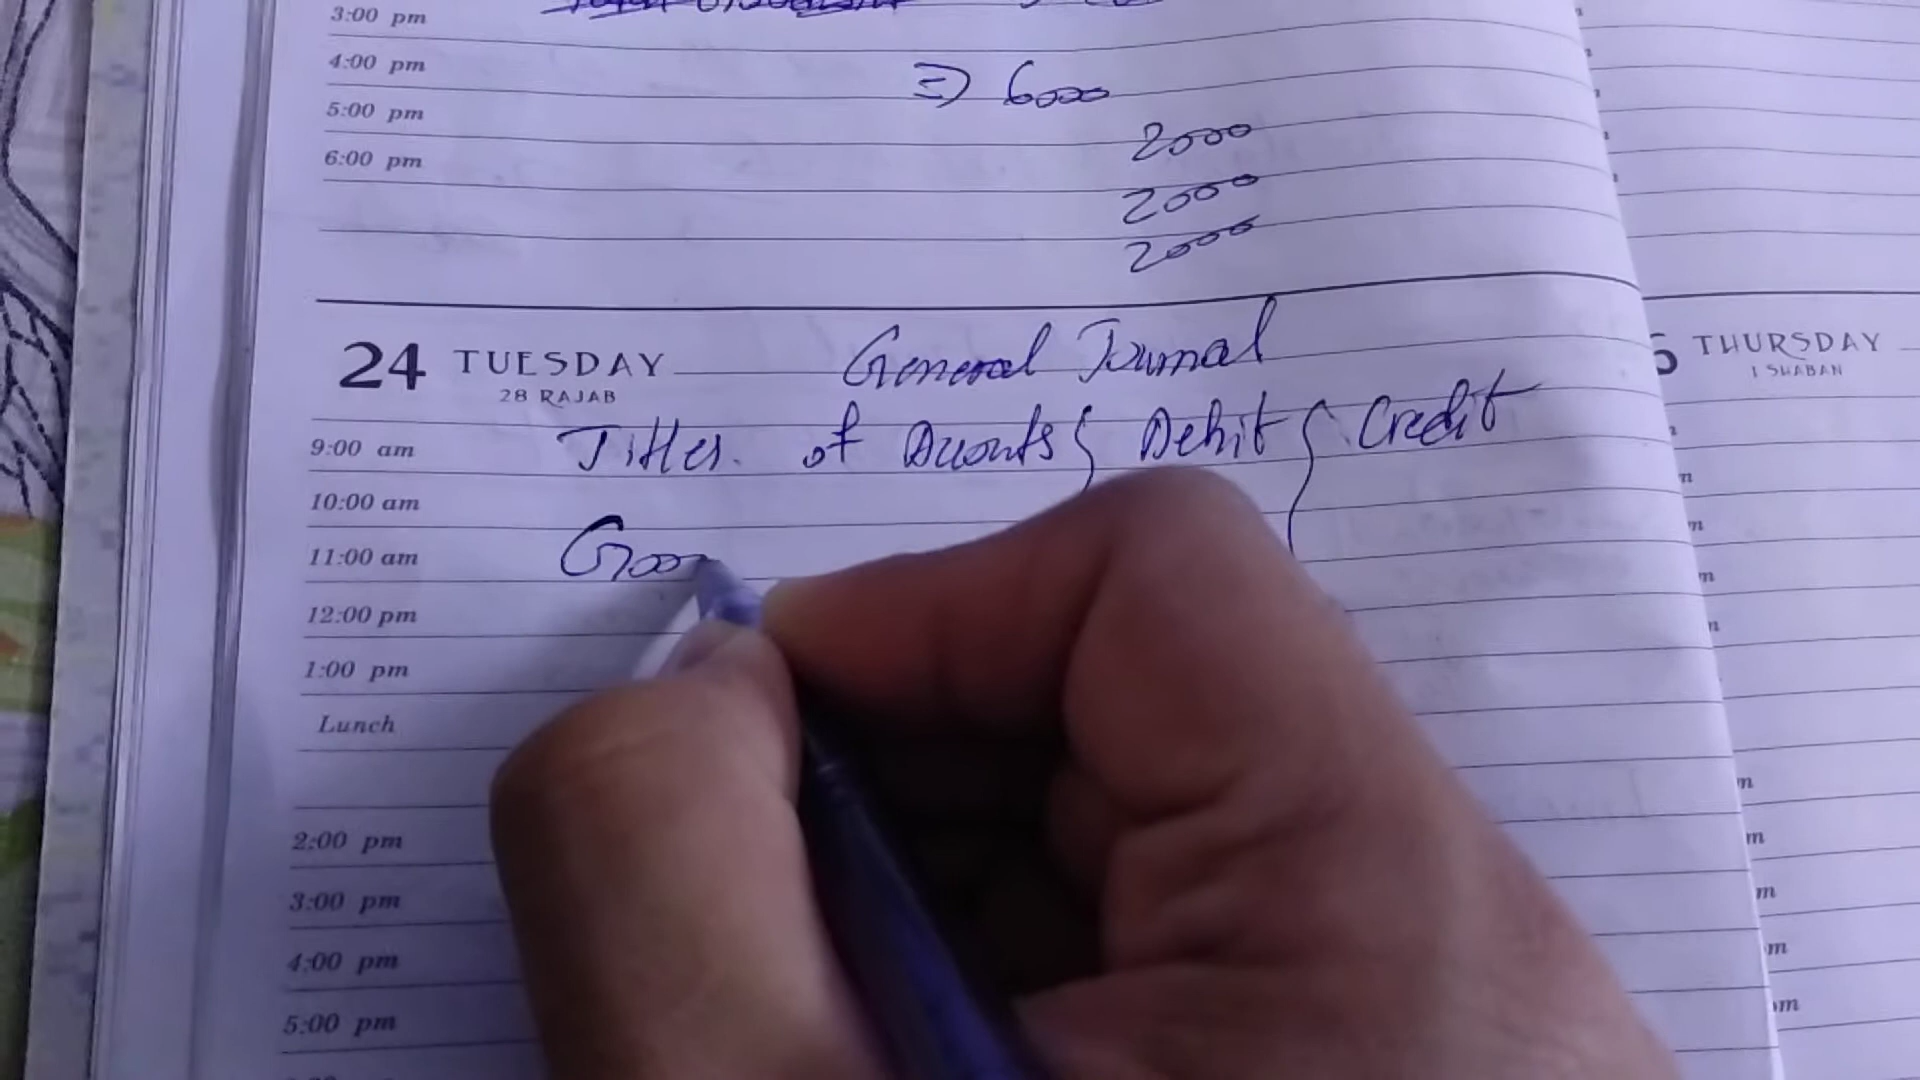 3:00 pm
4:00 pm => 6000
5:00 pm 2000
6:00 pm 2000
2000
24 TUESDAY General Journal
28 RAJAB
9:00 am Titles of Accounts Debit Credit
10:00 am
11:00 am Goo
12:00 pm
1:00 pm
Lunch
2:00 pm
3:00 pm
4:00 pm
5:00 pm
THURSDAY
1 SHABAN